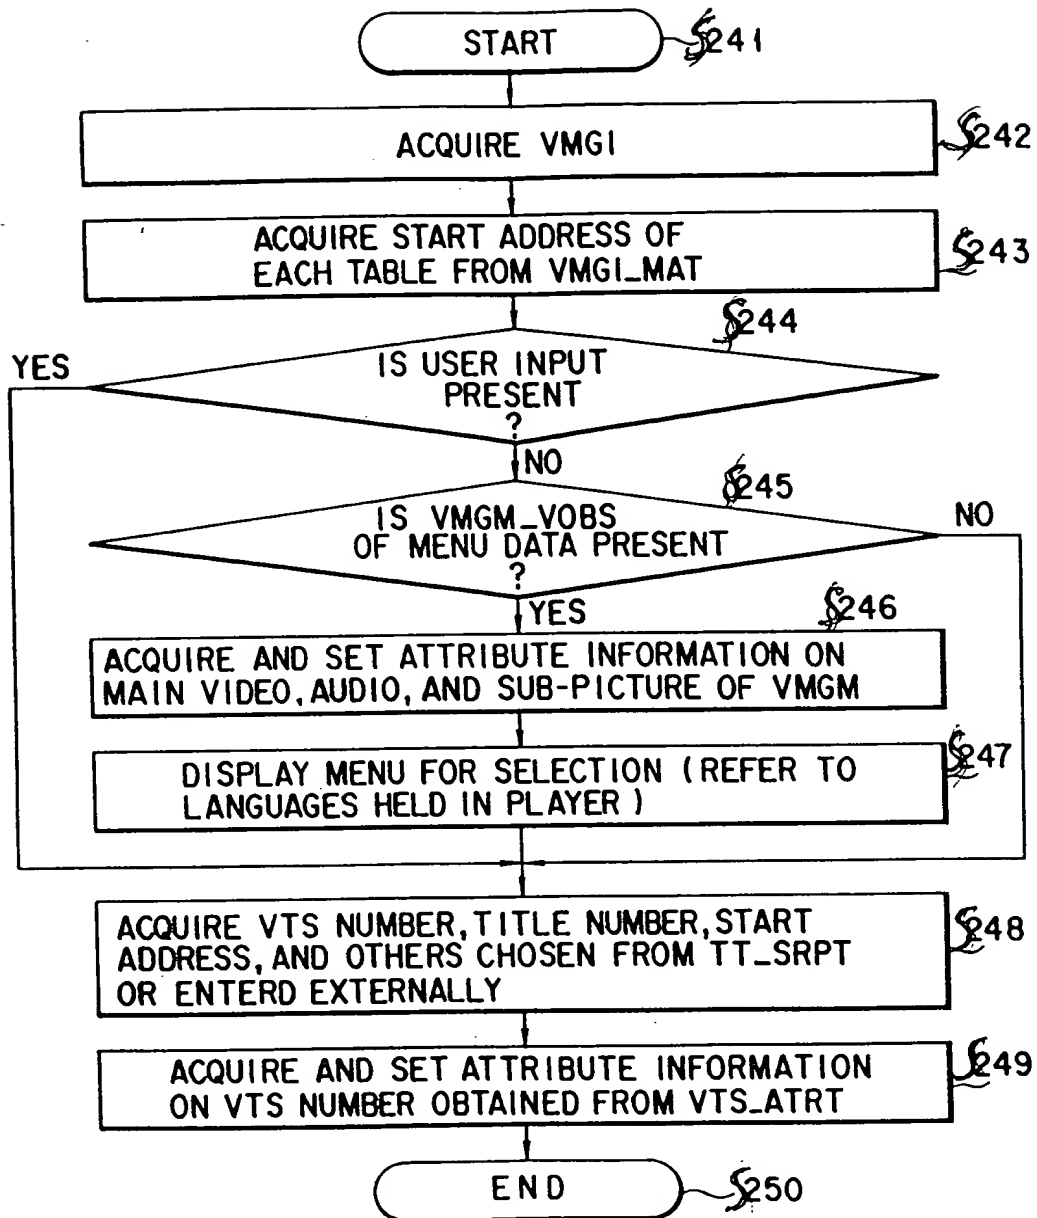 START
S241
ACQUIRE VMGI
S242
ACQUIRE START ADDRESS OF
EACH TABLE FROM VMGI_MAT
S243
S244
YES
IS USER INPUT
PRESENT
?
NO
S245
IS VMGM_VOBS
OF MENU DATA PRESENT
?
NO
YES
S246
ACQUIRE AND SET ATTRIBUTE INFORMATION ON
MAIN VIDEO, AUDIO, AND SUB-PICTURE OF VMGM
S247
DISPLAY MENU FOR SELECTION (REFER TO
LANGUAGES HELD IN PLAYER)
ACQUIRE VTS NUMBER, TITLE NUMBER, START
ADDRESS, AND OTHERS CHOSEN FROM TT_SRPT
OR ENTERD EXTERNALLY
S248
ACQUIRE AND SET ATTRIBUTE INFORMATION
ON VTS NUMBER OBTAINED FROM VTS_ATRT
S249
END
S250